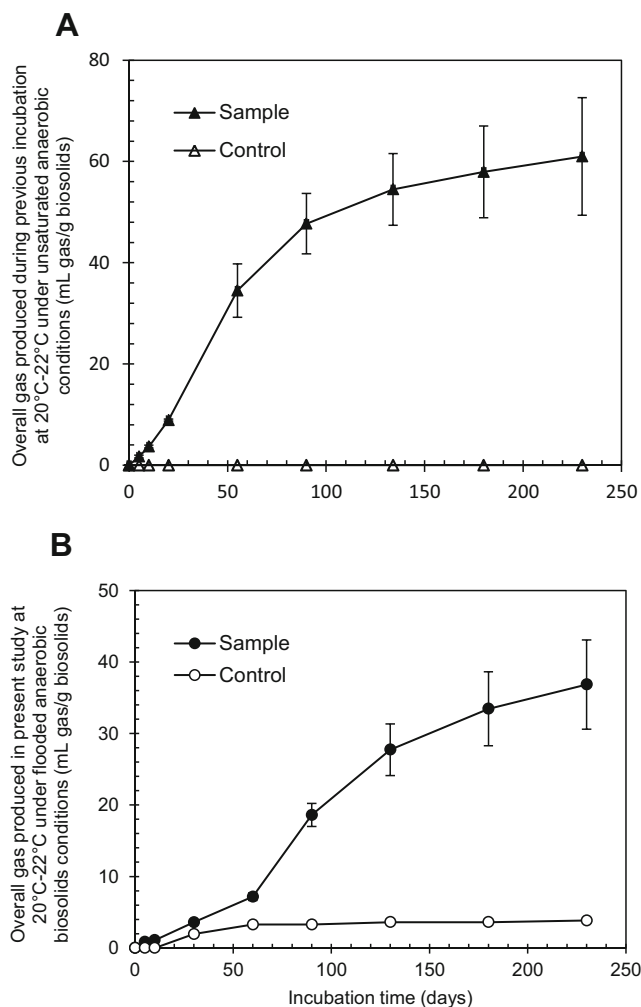 A
Overall gas produced during previous incubation
at 20°C-22°C under unsaturated anaerobic
conditions (mL gas/g biosolids)
80
60
40
20
0
Sample
Control
0 50 100 150 200 250
B
Overall gas produced in present study at
20°C-22°C under flooded anaerobic
biosolids conditions (mL gas/g biosolids)
50
40
30
20
10
0
Sample
Control
0 50 100 150 200 250
Incubation time (days)